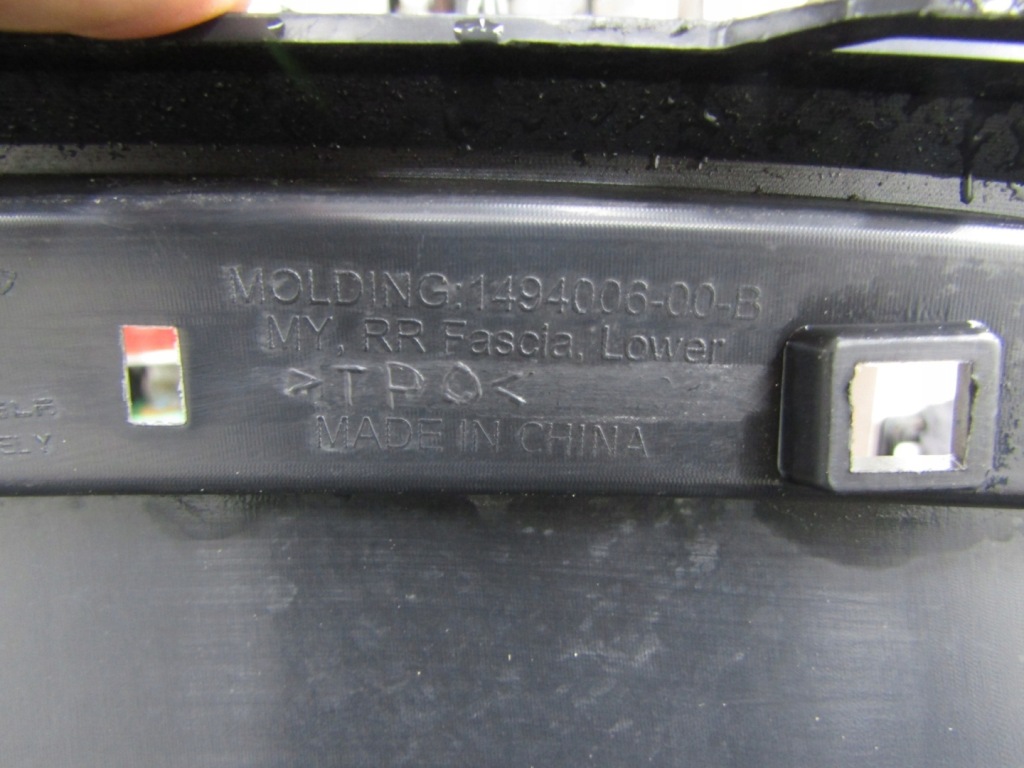 MOLDING:1494006-00-B
MY, RR Fascia, Lower
>TPO<
MADE IN CHINA